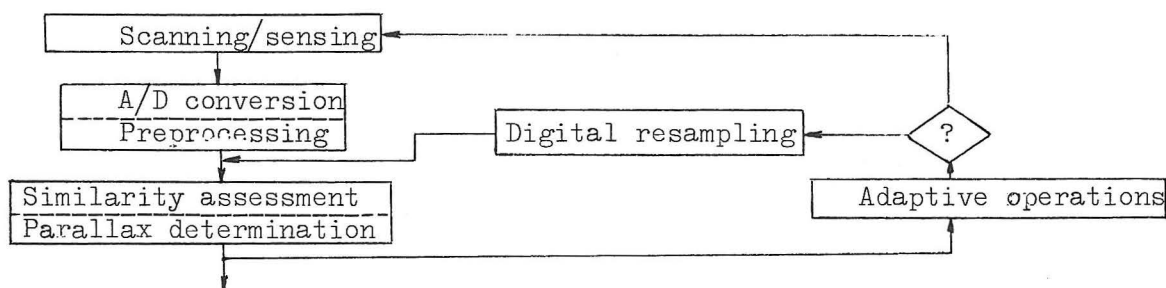 Scanning/sensing
A/D conversion
Preprocessing
Digital resampling
?
Similarity assessment
Parallax determination
Adaptive operations